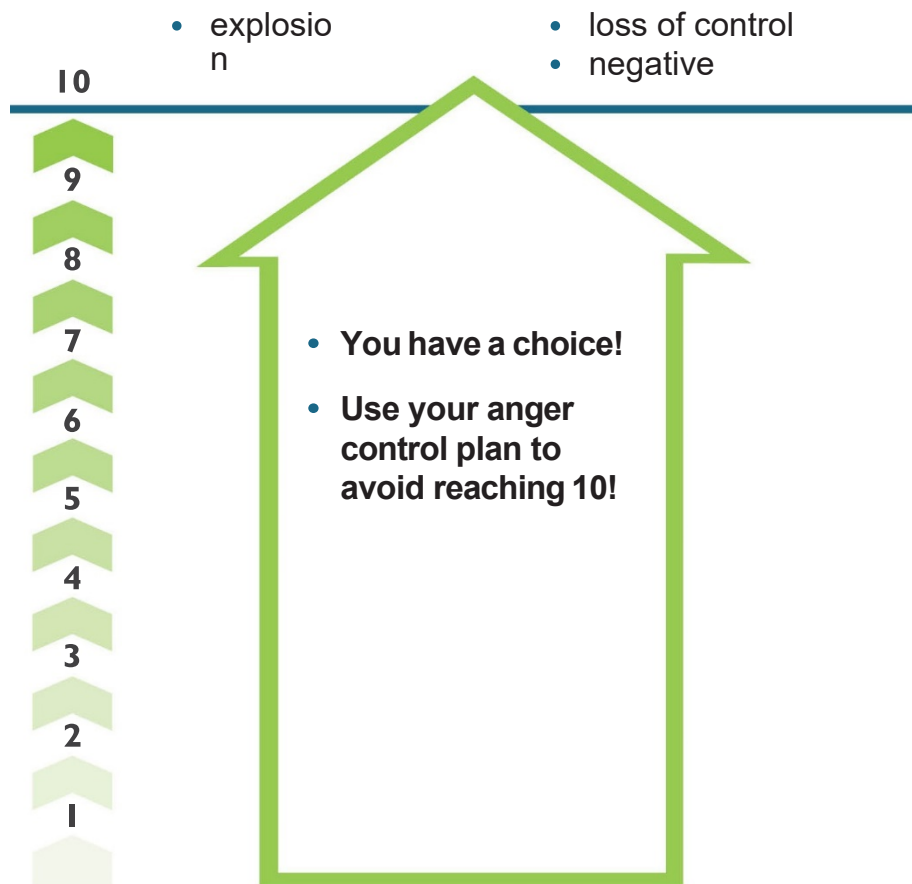 • explosio
n
• loss of control
• negative
10
9
8
7
• You have a choice!
• Use your anger
control plan to
avoid reaching 10!
6
5
4
3
2
1